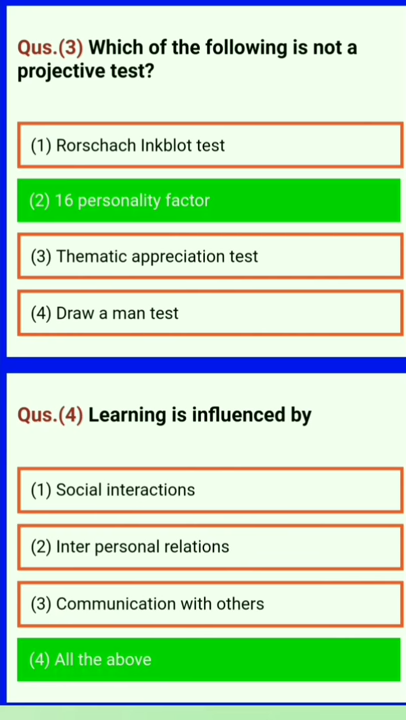 Qus.(3) Which of the following is not a
projective test?
(1) Rorschach Inkblot test
(2) 16 personality factor
(3) Thematic appreciation test
(4) Draw a man test
Qus.(4) Learning is influenced by
(1) Social interactions
(2) Inter personal relations
(3) Communication with others
(4) All the above